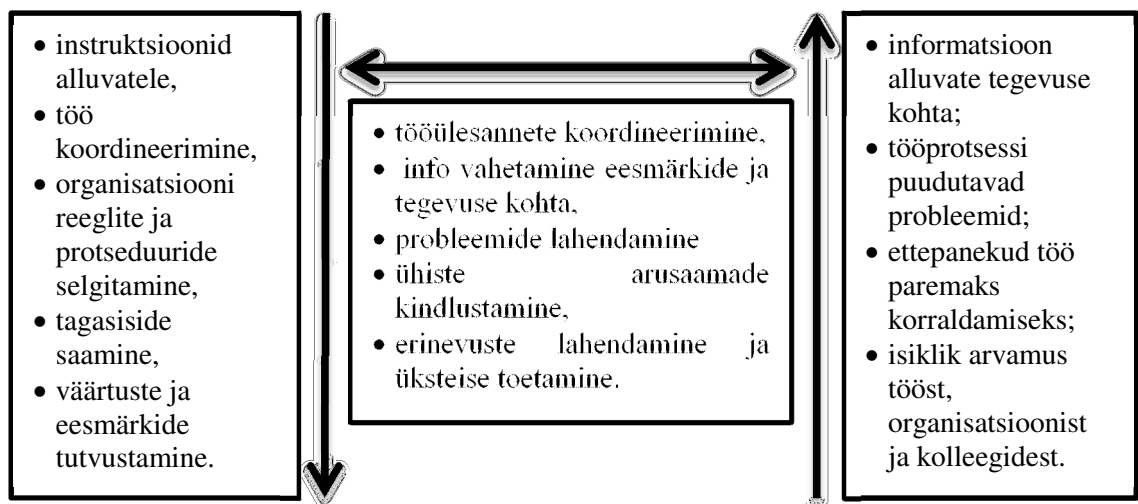 • instruktsioonid
alluvatele,
• töö
koordineerimine,
• organisatsiooni
reeglite ja
protseduuride
selgitamine,
• tagasiside
saamine,
• väärtuste ja
eesmärkide
tutvustamine.
• tööülesannete koordineerimine,
• info vahetamine eesmärkide ja
tegevuse kohta,
• probleemide lahendamine
• ühiste arusaamade
kindlustamine,
• erinevuste lahendamine ja
üksteise toetamine.
• informatsioon
alluvate tegevuse
kohta;
• tööprotsessi
puudutavad
probleemid;
• ettepanekud töö
paremaks
korraldamiseks;
• isiklik arvamus
tööst,
organisatsioonist
ja kolleegidest.